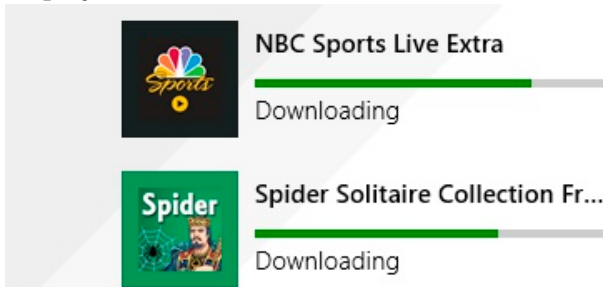 Sports
NBC Sports Live Extra
Downloading
Spider
Spider Solitaire Collection Fr...
Downloading